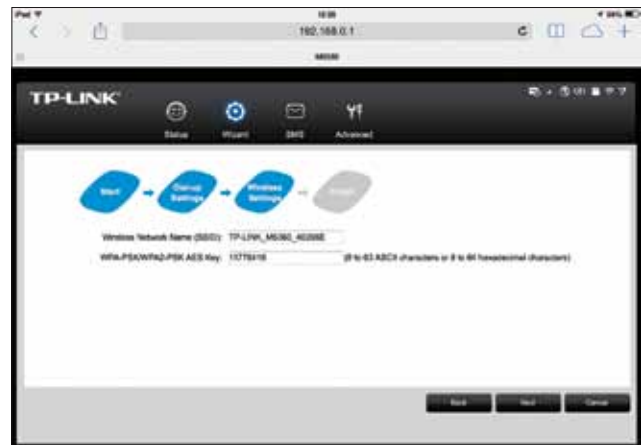 iPad
192.168.0.1
M5360
TP-LINK
Status Wizard SMS Advanced
Start Dial-up Settings Wireless Settings Finish
Wireless Network Name (SSID):
WPA-PSK/WPA2-PSK AES Key: (8 to 63 ASCII characters or 8 to 64 hexadecimal characters)
Back Next Cancel